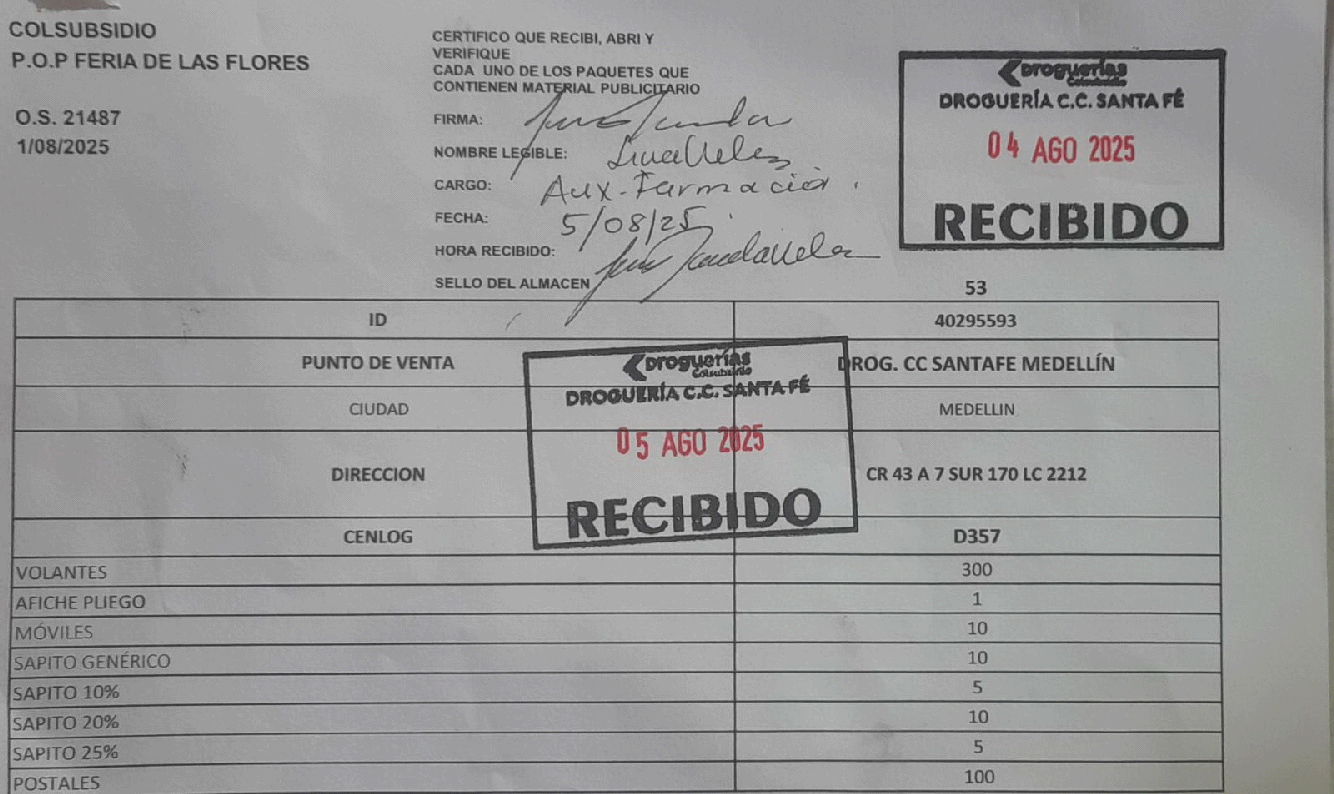 COLSUBSIDIO
P.O.P FERIA DE LAS FLORES
O.S. 21487
1/08/2025
CERTIFICO QUE RECIBI, ABRI Y
VERIFIQUE
CADA UNO DE LOS PAQUETES QUE
CONTIENEN MATERIAL PUBLICITARIO
FIRMA:
NOMBRE LEGIBLE:
CARGO: Aux. Farmacia
FECHA: 5/08/25
HORA RECIBIDO:
SELLO DEL ALMACEN
Droguerías
Colsubsidio
DROGUERÍA C.C. SANTA FÉ
04 AGO 2025
RECIBIDO
53
ID 40295593
PUNTO DE VENTA DROG. CC SANTAFE MEDELLÍN
CIUDAD MEDELLIN
DIRECCION CR 43 A 7 SUR 170 LC 2212
CENLOG D357
Droguerías
Colsubsidio
DROGUERÍA C.C. SANTA FÉ
05 AGO 2025
RECIBIDO
VOLANTES 300
AFICHE PLIEGO 1
MÓVILES 10
SAPITO GENÉRICO 10
SAPITO 10% 5
SAPITO 20% 10
SAPITO 25% 5
POSTALES 100